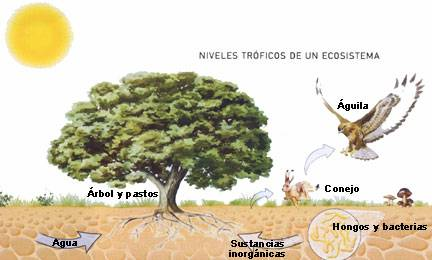 NIVELES TRÓFICOS DE UN ECOSISTEMA
Águila
Árbol y pastos
Conejo
Hongos y bacterias
Agua
Sustancias
inorgánicas